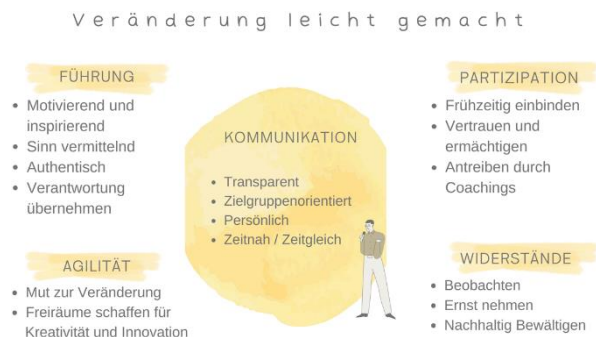 Veränderung leicht gemacht
FÜHRUNG
• Motivierend und
inspirierend
• Sinn vermittelnd
• Authentisch
• Verantwortung
übernehmen
AGILITÄT
• Mut zur Veränderung
• Freiräume schaffen für
Kreativität und Innovation
KOMMUNIKATION
• Transparent
• Zielgruppenorientiert
• Persönlich
• Zeitnah / Zeitgleich
PARTIZIPATION
• Frühzeitig einbinden
• Vertrauen und
ermächtigen
• Antreiben durch
Coachings
WIDERSTÄNDE
• Beobachten
• Ernst nehmen
• Nachhaltig Bewältigen